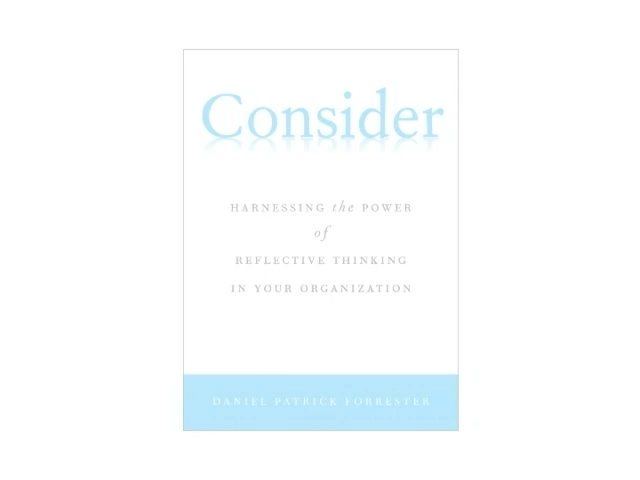 Consider
HARNESSING the POWER
of
REFLECTIVE THINKING
IN YOUR ORGANIZATION
DANIEL PATRICK FORRESTER